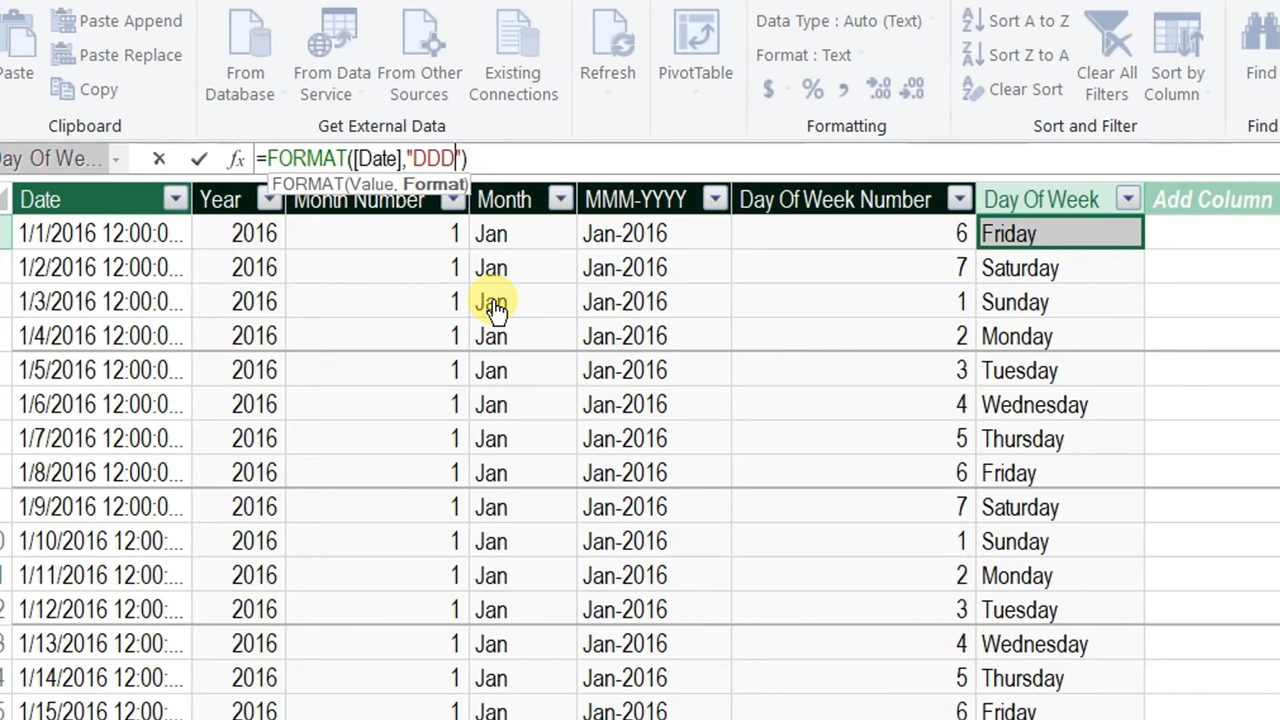 Paste Append
Paste Replace
Copy
Paste
Clipboard
From Database
From Data Service
From Other Sources
Existing Connections
Get External Data
Refresh
PivotTable
Data Type : Auto (Text)
Format : Text
$ % 
Formatting
Sort A to Z
Sort Z to A
Clear Sort
Clear All Filters
Sort by Column
Sort and Filter
Find
Find
ay Of We... fx =FORMAT([Date],"DDD")
FORMAT(Value, Format)
Date Year Month Number Month MMM-YYYY Day Of Week Number Day Of Week Add Column
1/1/2016 12:00:0... 2016 1 Jan Jan-2016 6 Friday
1/2/2016 12:00:0... 2016 1 Jan Jan-2016 7 Saturday
1/3/2016 12:00:0... 2016 1 Jan Jan-2016 1 Sunday
1/4/2016 12:00:0... 2016 1 Jan Jan-2016 2 Monday
1/5/2016 12:00:0... 2016 1 Jan Jan-2016 3 Tuesday
1/6/2016 12:00:0... 2016 1 Jan Jan-2016 4 Wednesday
1/7/2016 12:00:0... 2016 1 Jan Jan-2016 5 Thursday
1/8/2016 12:00:0... 2016 1 Jan Jan-2016 6 Friday
1/9/2016 12:00:0... 2016 1 Jan Jan-2016 7 Saturday
0 1/10/2016 12:00:... 2016 1 Jan Jan-2016 1 Sunday
1 1/11/2016 12:00:... 2016 1 Jan Jan-2016 2 Monday
2 1/12/2016 12:00:... 2016 1 Jan Jan-2016 3 Tuesday
3 1/13/2016 12:00:... 2016 1 Jan Jan-2016 4 Wednesday
4 1/14/2016 12:00:... 2016 1 Jan Jan-2016 5 Thursday
5 1/15/2016 12:00:... 2016 1 Jan Jan-2016 6 Friday